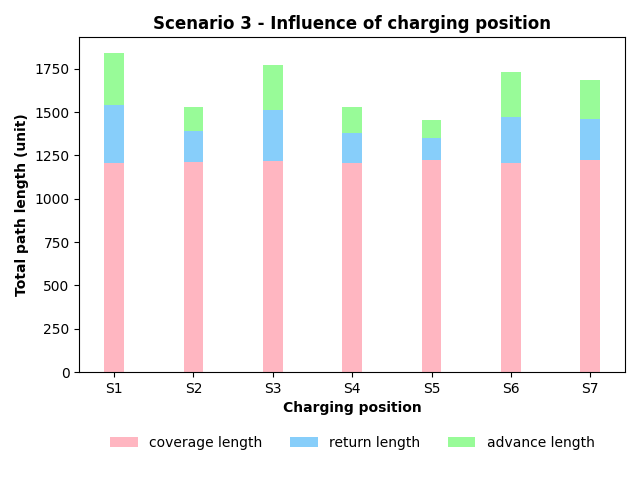 Scenario 3 - Influence of charging position
Total path length (unit)
1750
1500
1250
1000
750
500
250
0
S1 S2 S3 S4 S5 S6 S7
Charging position
coverage length return length advance length